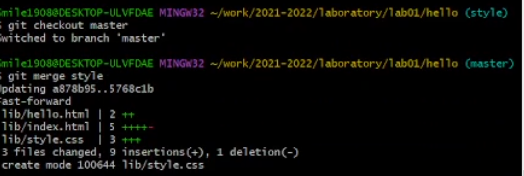 mile1908@DESKTOP-ULVFDAE MINGW32 ~/work/2021-2022/laboratory/lab01/hello (style)
$ git checkout master
Switched to branch 'master'
mile1908@DESKTOP-ULVFDAE MINGW32 ~/work/2021-2022/laboratory/lab01/hello (master)
$ git merge style
Updating a878b95..5768c1b
Fast-forward
lib/hello.html | 2 ++
lib/index.html | 5 ++++-
lib/style.css | 3 +++
3 files changed, 9 insertions(+), 1 deletion(-)
create mode 100644 lib/style.css